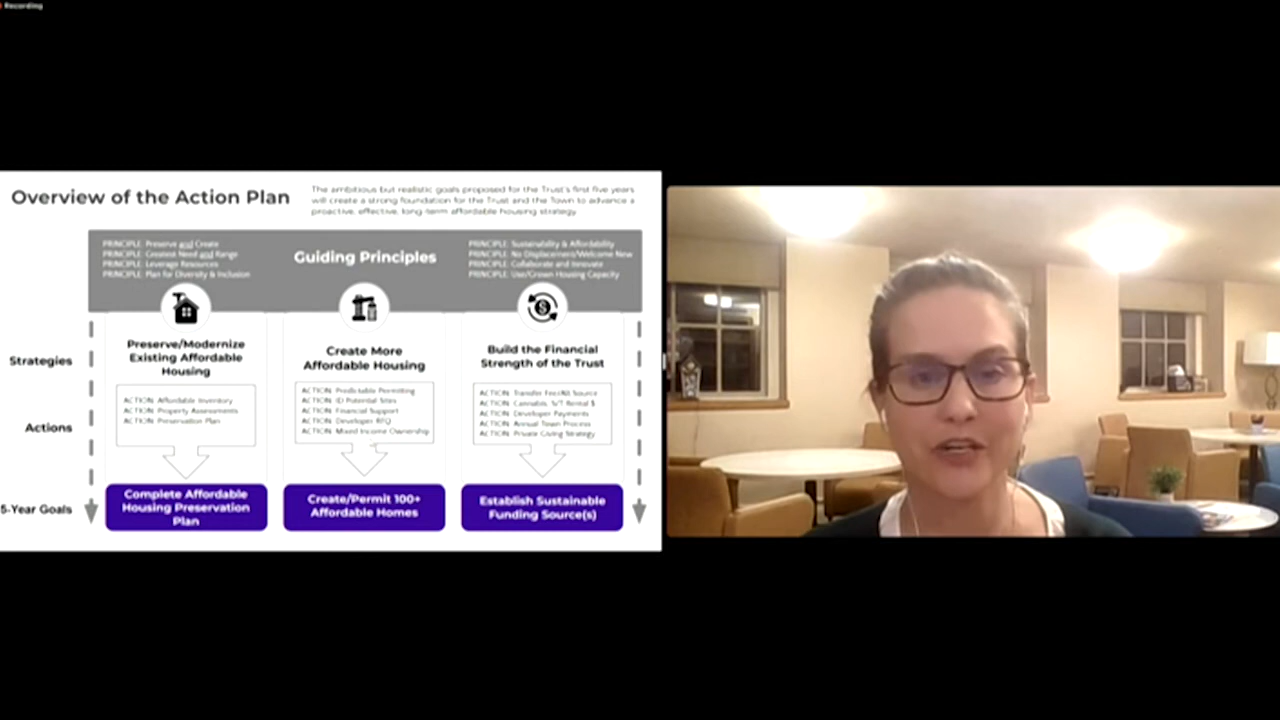 Recording
Overview of the Action Plan
The ambitious but realistic goals proposed for the Trust's first five years
will create a strong foundation for the Trust and the Town to advance a
proactive, effective, long-term affordable housing strategy.
PRINCIPLE: Preserve and Create
PRINCIPLE: Greatest Need and Range
PRINCIPLE: Leverage Resources
PRINCIPLE: Plan for Diversity & Inclusion
Guiding Principles
PRINCIPLE: Sustainability & Affordability
PRINCIPLE: No Displacement/Welcome New
PRINCIPLE: Collaborate and Innovate
PRINCIPLE: Use/Grown Housing Capacity
Strategies
Preserve/Modernize
Existing Affordable
Housing
Create More
Affordable Housing
Build the Financial
Strength of the Trust
Actions
ACTION: Affordable Inventory
ACTION: Property Assessments
ACTION: Preservation Plan
ACTION: Predictable Permitting
ACTION: ID Potential Sites
ACTION: Financial Support
ACTION: Developer RFQ
ACTION: Mixed Income Ownership
ACTION: Transfer Fee/Alt Source
ACTION: Cannabis, S/T Rental $
ACTION: Developer Payments
ACTION: Annual Town Process
ACTION: Private Giving Strategy
5-Year Goals
Complete Affordable
Housing Preservation
Plan
Create/Permit 100+
Affordable Homes
Establish Sustainable
Funding Source(s)